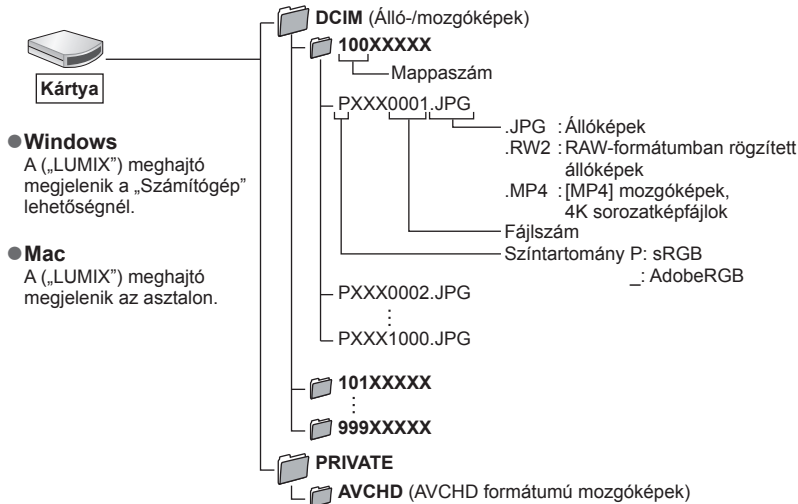 DCIM (Álló-/mozgóképek)
100XXXXX
Mappaszám
Kártya
PXXX0001.JPG
.JPG : Állóképek
.RW2 : RAW-formátumban rögzített
állóképek
.MP4 : [MP4] mozgóképek,
4K sorozatképfájlok
Fájlszám
Színtartomány P: sRGB
_: AdobeRGB
●Windows
A („LUMIX”) meghajtó
megjelenik a „Számítógép”
lehetőségnél.
●Mac
A („LUMIX”) meghajtó
megjelenik az asztalon.
PXXX0002.JPG
PXXX1000.JPG
101XXXXX
999XXXXX
PRIVATE
AVCHD (AVCHD formátumú mozgóképek)